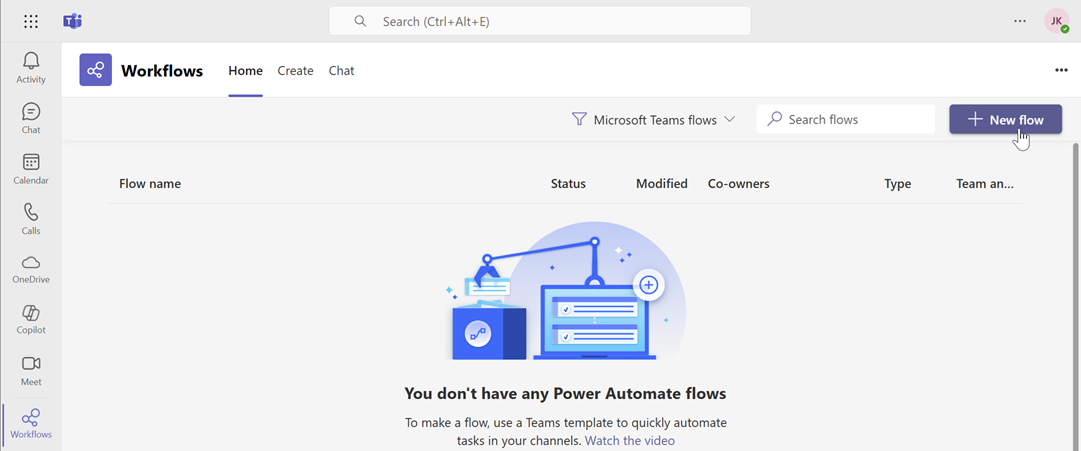 Search (Ctrl+Alt+E)
JK
Activity
Chat
Calendar
Calls
OneDrive
Copilot
Meet
Workflows
Workflows
Home
Create
Chat
Microsoft Teams flows
Search flows
New flow
Flow name
Status
Modified
Co-owners
Type
Team an...
You don't have any Power Automate flows
To make a flow, use a Teams template to quickly automate
tasks in your channels. Watch the video